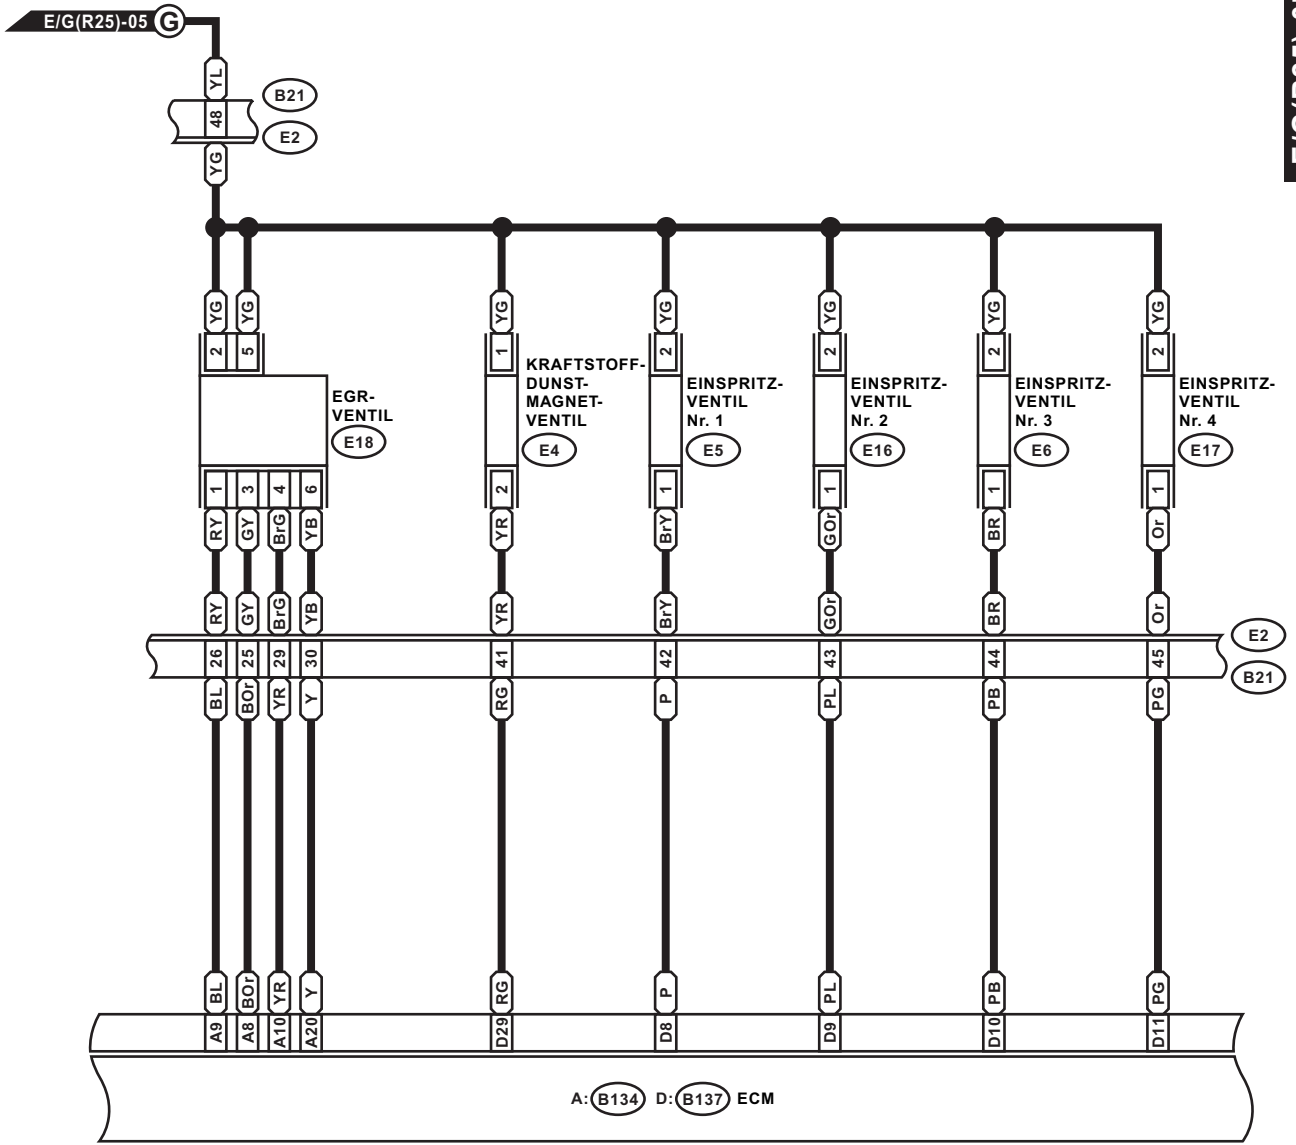 E/G(R25)-05 G
YL
B21
48
E2
YG
YG YG YG YG YG YG YG
2 5 1 2 2 2 2
EGR-
VENTIL
E18
KRAFTSTOFF-
DUNST-
MAGNET-
VENTIL
E4
EINSPRITZ-
VENTIL
Nr. 1
E5
EINSPRITZ-
VENTIL
Nr. 2
E16
EINSPRITZ-
VENTIL
Nr. 3
E6
EINSPRITZ-
VENTIL
Nr. 4
E17
1 3 4 6 2 1 1 1 1
RY GY BrG YB YR BrY GOr BR Or
RY GY BrG YB YR BrY GOr BR Or
E2
26 25 29 30 41 42 43 44 45
B21
BL BOr YR Y RG P PL PB PG
BL BOr YR Y RG P PL PB PG
A9 A8 A10 A20 D29 D8 D9 D10 D11
A: B134 D: B137 ECM